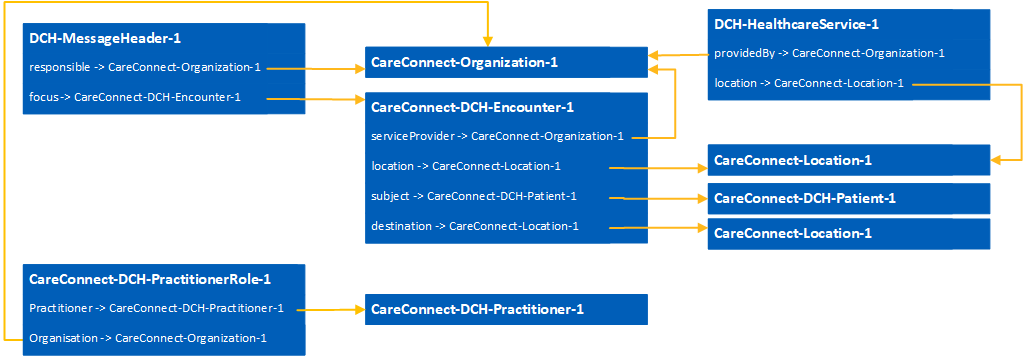 DCH-MessageHeader-1
responsible -> CareConnect-Organization-1
focus-> CareConnect-DCH-Encounter-1
CareConnect-Organization-1
CareConnect-DCH-Encounter-1
serviceProvider -> CareConnect-Organization-1
location -> CareConnect-Location-1
subject -> CareConnect-DCH-Patient-1
destination -> CareConnect-Location-1
DCH-HealthcareService-1
providedBy -> CareConnect-Organization-1
location -> CareConnect-Location-1
CareConnect-Location-1
CareConnect-DCH-Patient-1
CareConnect-Location-1
CareConnect-DCH-PractitionerRole-1
Practitioner -> CareConnect-DCH-Practitioner-1
Organisation -> CareConnect-Organization-1
CareConnect-DCH-Practitioner-1